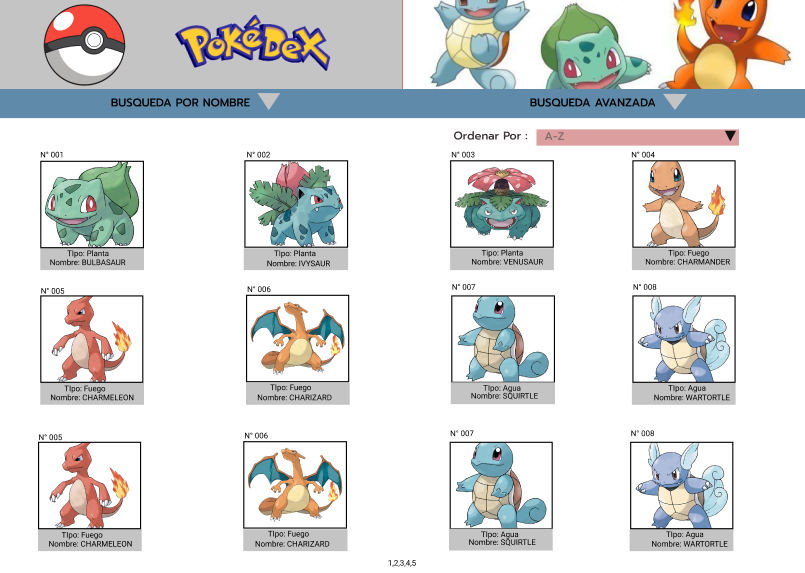 POKÉDEX
BUSQUEDA POR NOMBRE
BUSQUEDA AVANZADA
Ordenar Por :
A-Z
N° 001
N° 002
N° 003
N° 004
TIpo: Planta
Nombre: BULBASAUR
TIpo: Planta
Nombre: IVYSAUR
TIpo: Planta
Nombre: VENUSAUR
TIpo: Fuego
Nombre: CHARMANDER
N° 005
N° 006
N° 007
N° 008
TIpo: Fuego
Nombre: CHARMELEON
TIpo: Fuego
Nombre: CHARIZARD
TIpo: Agua
Nombre: SQUIRTLE
TIpo: Agua
Nombre: WARTORTLE
N° 005
N° 006
N° 007
N° 008
TIpo: Fuego
Nombre: CHARMELEON
TIpo: Fuego
Nombre: CHARIZARD
TIpo: Agua
Nombre: SQUIRTLE
TIpo: Agua
Nombre: WARTORTLE
1,2,3,4,5